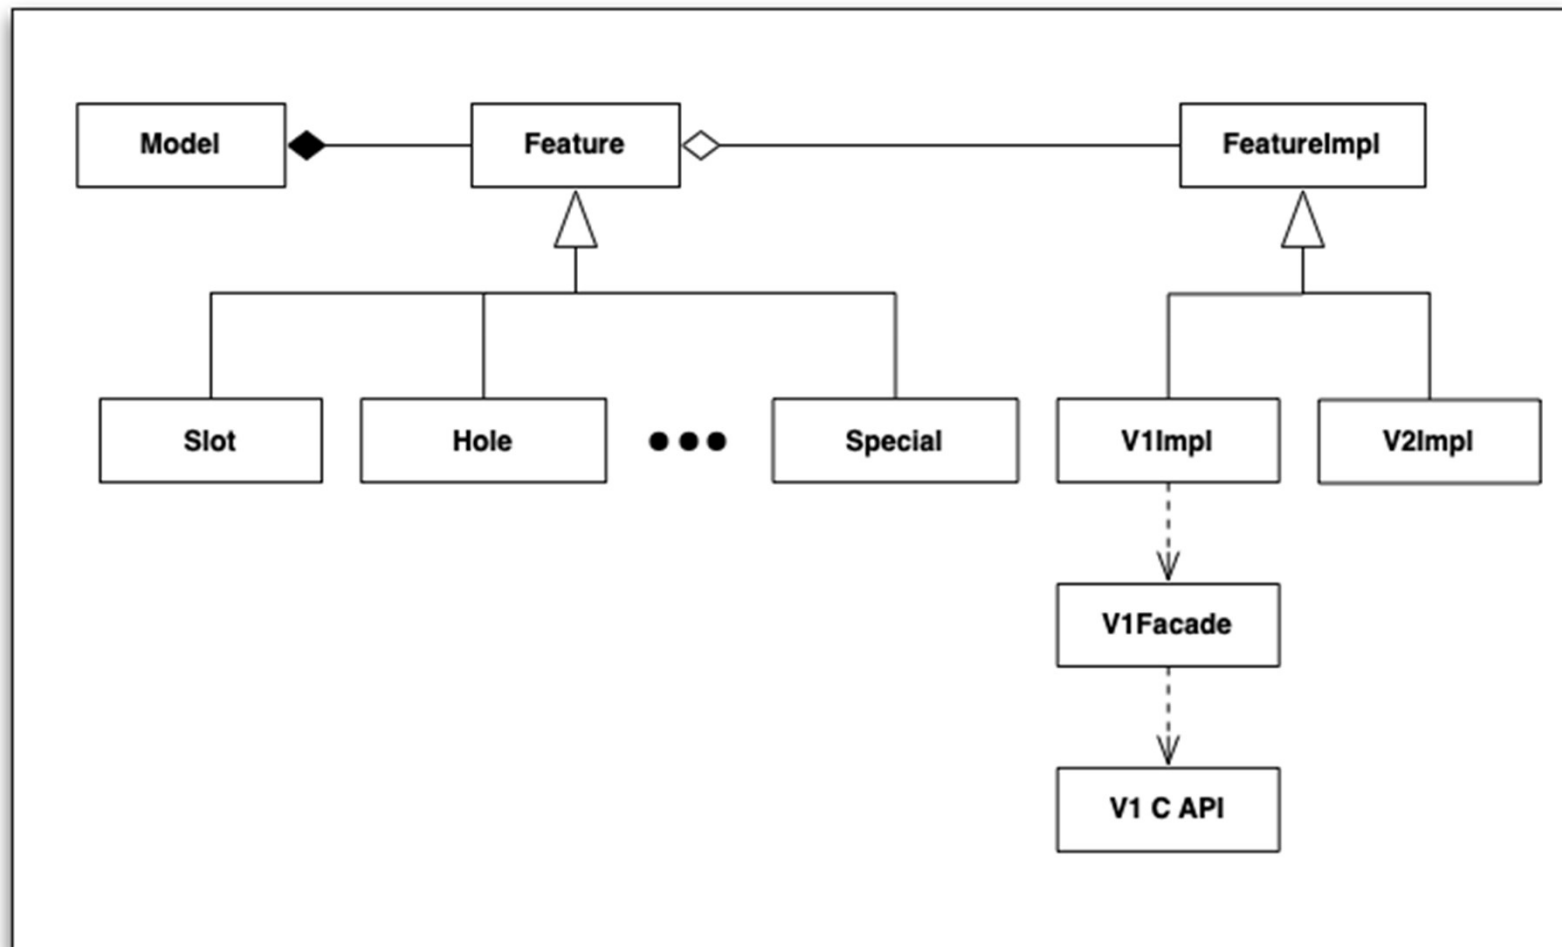 Model
Feature
FeatureImpl
Slot
Hole
Special
V1Impl
V2Impl
V1Facade
V1 C API